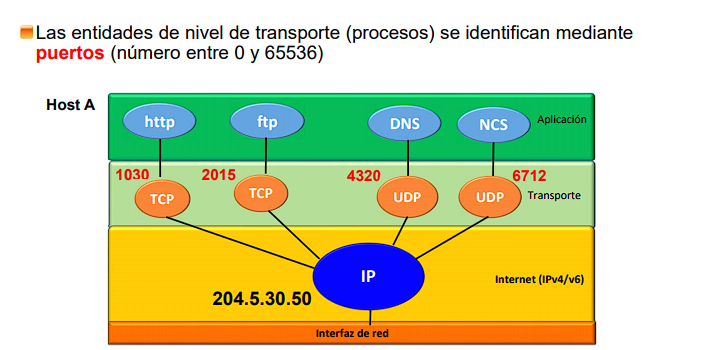 Las entidades de nivel de transporte (procesos) se identifican mediante
puertos (número entre 0 y 65536)
Host A
http
ftp
DNS
NCS
Aplicación
1030
2015
4320
6712
TCP
TCP
UDP
UDP
Transporte
IP
204.5.30.50
Internet (IPv4/v6)
Interfaz de red